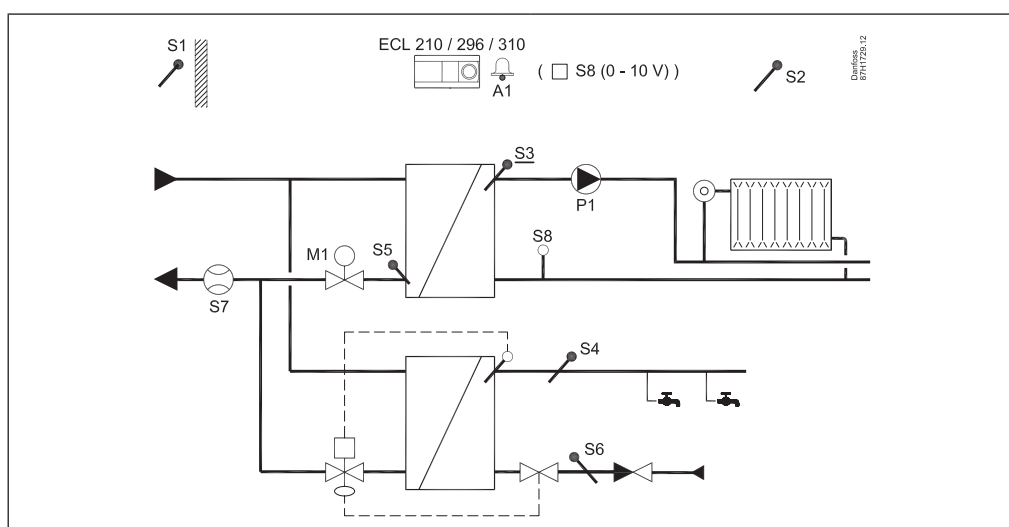 S1
ECL 210 / 296 / 310
A1
( S8 (0 - 10 V) )
S2
Danfoss
87H1729.12
S3
P1
S8
M1
S5
S7
S4
S6